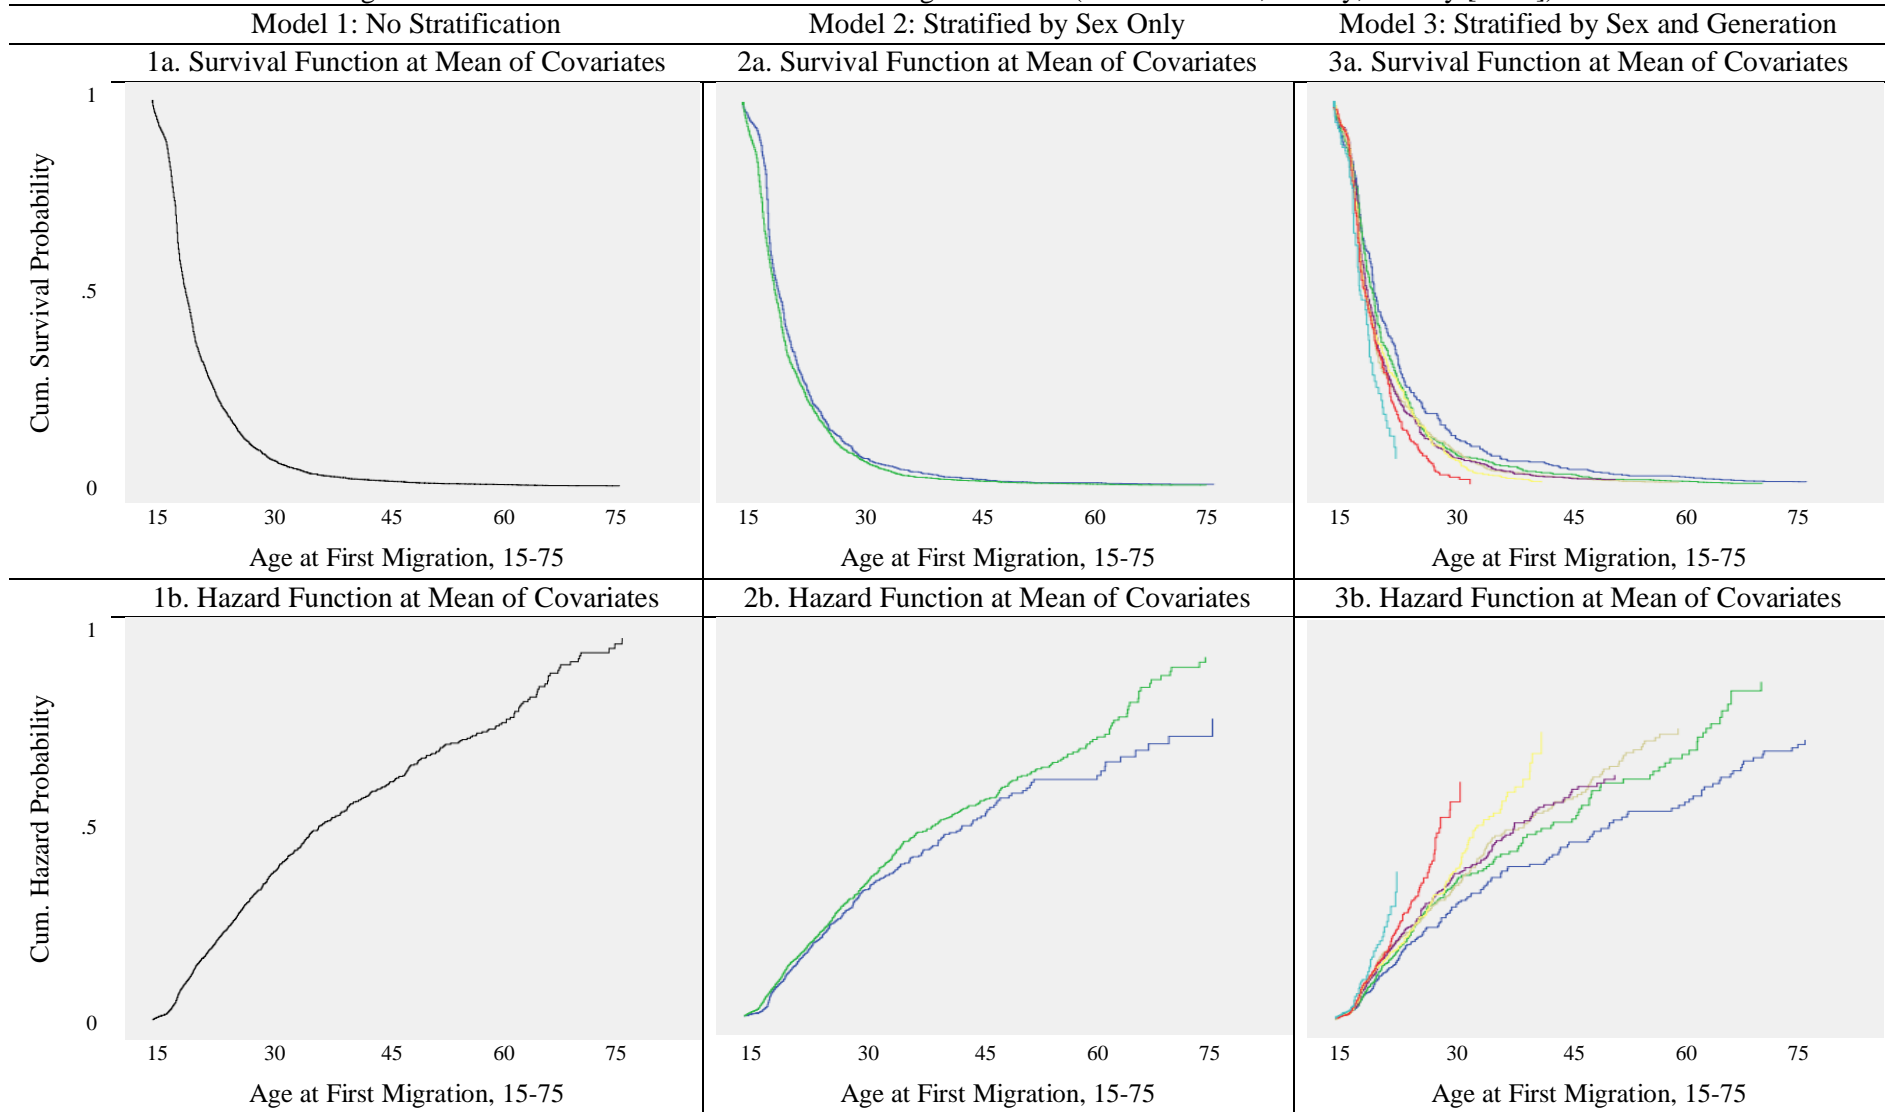 Model 1: No Stratification Model 2: Stratified by Sex Only Model 3: Stratified by Sex and Generation
1a. Survival Function at Mean of Covariates 2a. Survival Function at Mean of Covariates 3a. Survival Function at Mean of Covariates
Cum. Survival Probability
1
.5
0
15 30 45 60 75 15 30 45 60 75 15 30 45 60 75
Age at First Migration, 15-75 Age at First Migration, 15-75 Age at First Migration, 15-75
1b. Hazard Function at Mean of Covariates 2b. Hazard Function at Mean of Covariates 3b. Hazard Function at Mean of Covariates
Cum. Hazard Probability
1
.5
0
15 30 45 60 75 15 30 45 60 75 15 30 45 60 75
Age at First Migration, 15-75 Age at First Migration, 15-75 Age at First Migration, 15-75